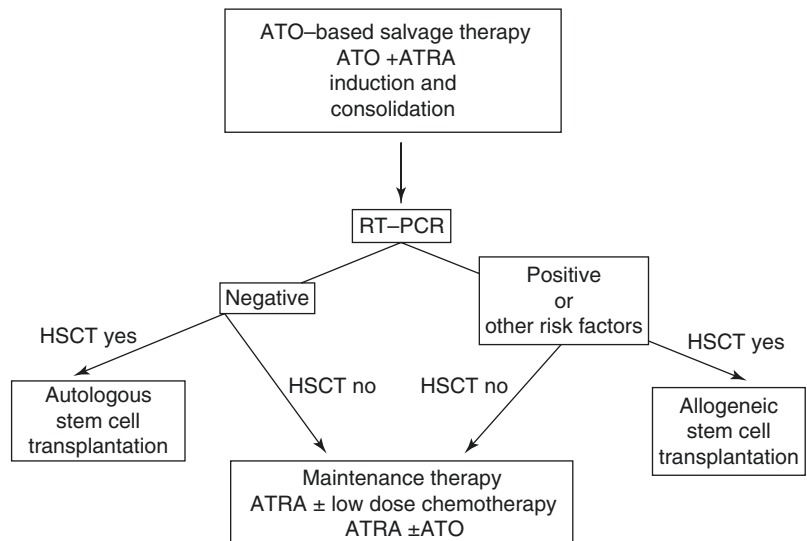 ATO–based salvage therapy
ATO +ATRA
induction and
consolidation
RT–PCR
Negative
Positive
or
other risk factors
HSCT yes
HSCT no
HSCT no
HSCT yes
Autologous
stem cell
transplantation
Allogeneic
stem cell
transplantation
Maintenance therapy
ATRA ± low dose chemotherapy
ATRA ±ATO